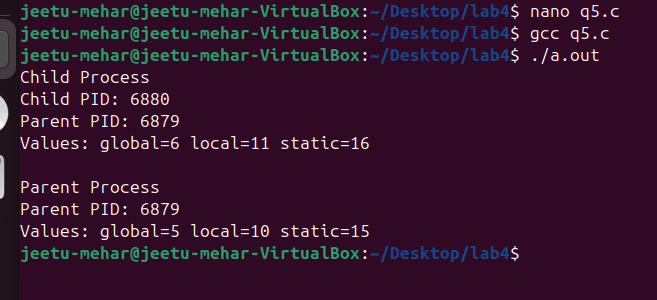 jeetu-mehar@jeetu-mehar-VirtualBox:~/Desktop/lab4$ nano q5.c
jeetu-mehar@jeetu-mehar-VirtualBox:~/Desktop/lab4$ gcc q5.c
jeetu-mehar@jeetu-mehar-VirtualBox:~/Desktop/lab4$ ./a.out
Child Process
Child PID: 6880
Parent PID: 6879
Values: global=6 local=11 static=16

Parent Process
Parent PID: 6879
Values: global=5 local=10 static=15
jeetu-mehar@jeetu-mehar-VirtualBox:~/Desktop/lab4$